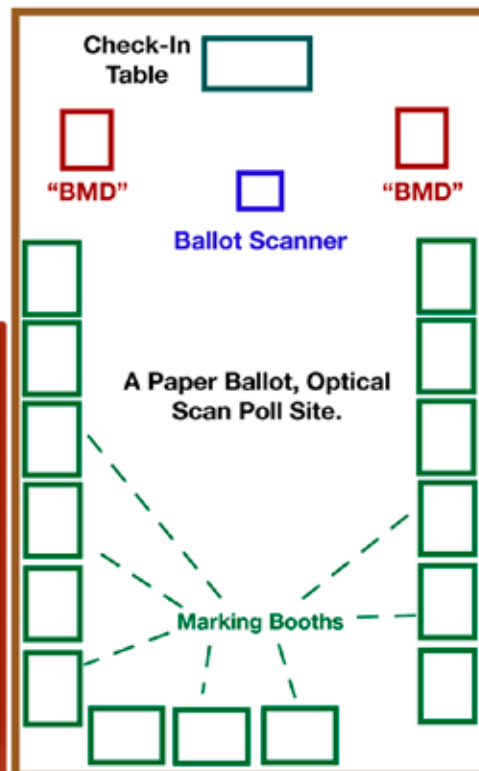 Check-In
Table
“BMD”
“BMD”
Ballot Scanner
A Paper Ballot, Optical
Scan Poll Site.
Marking Booths